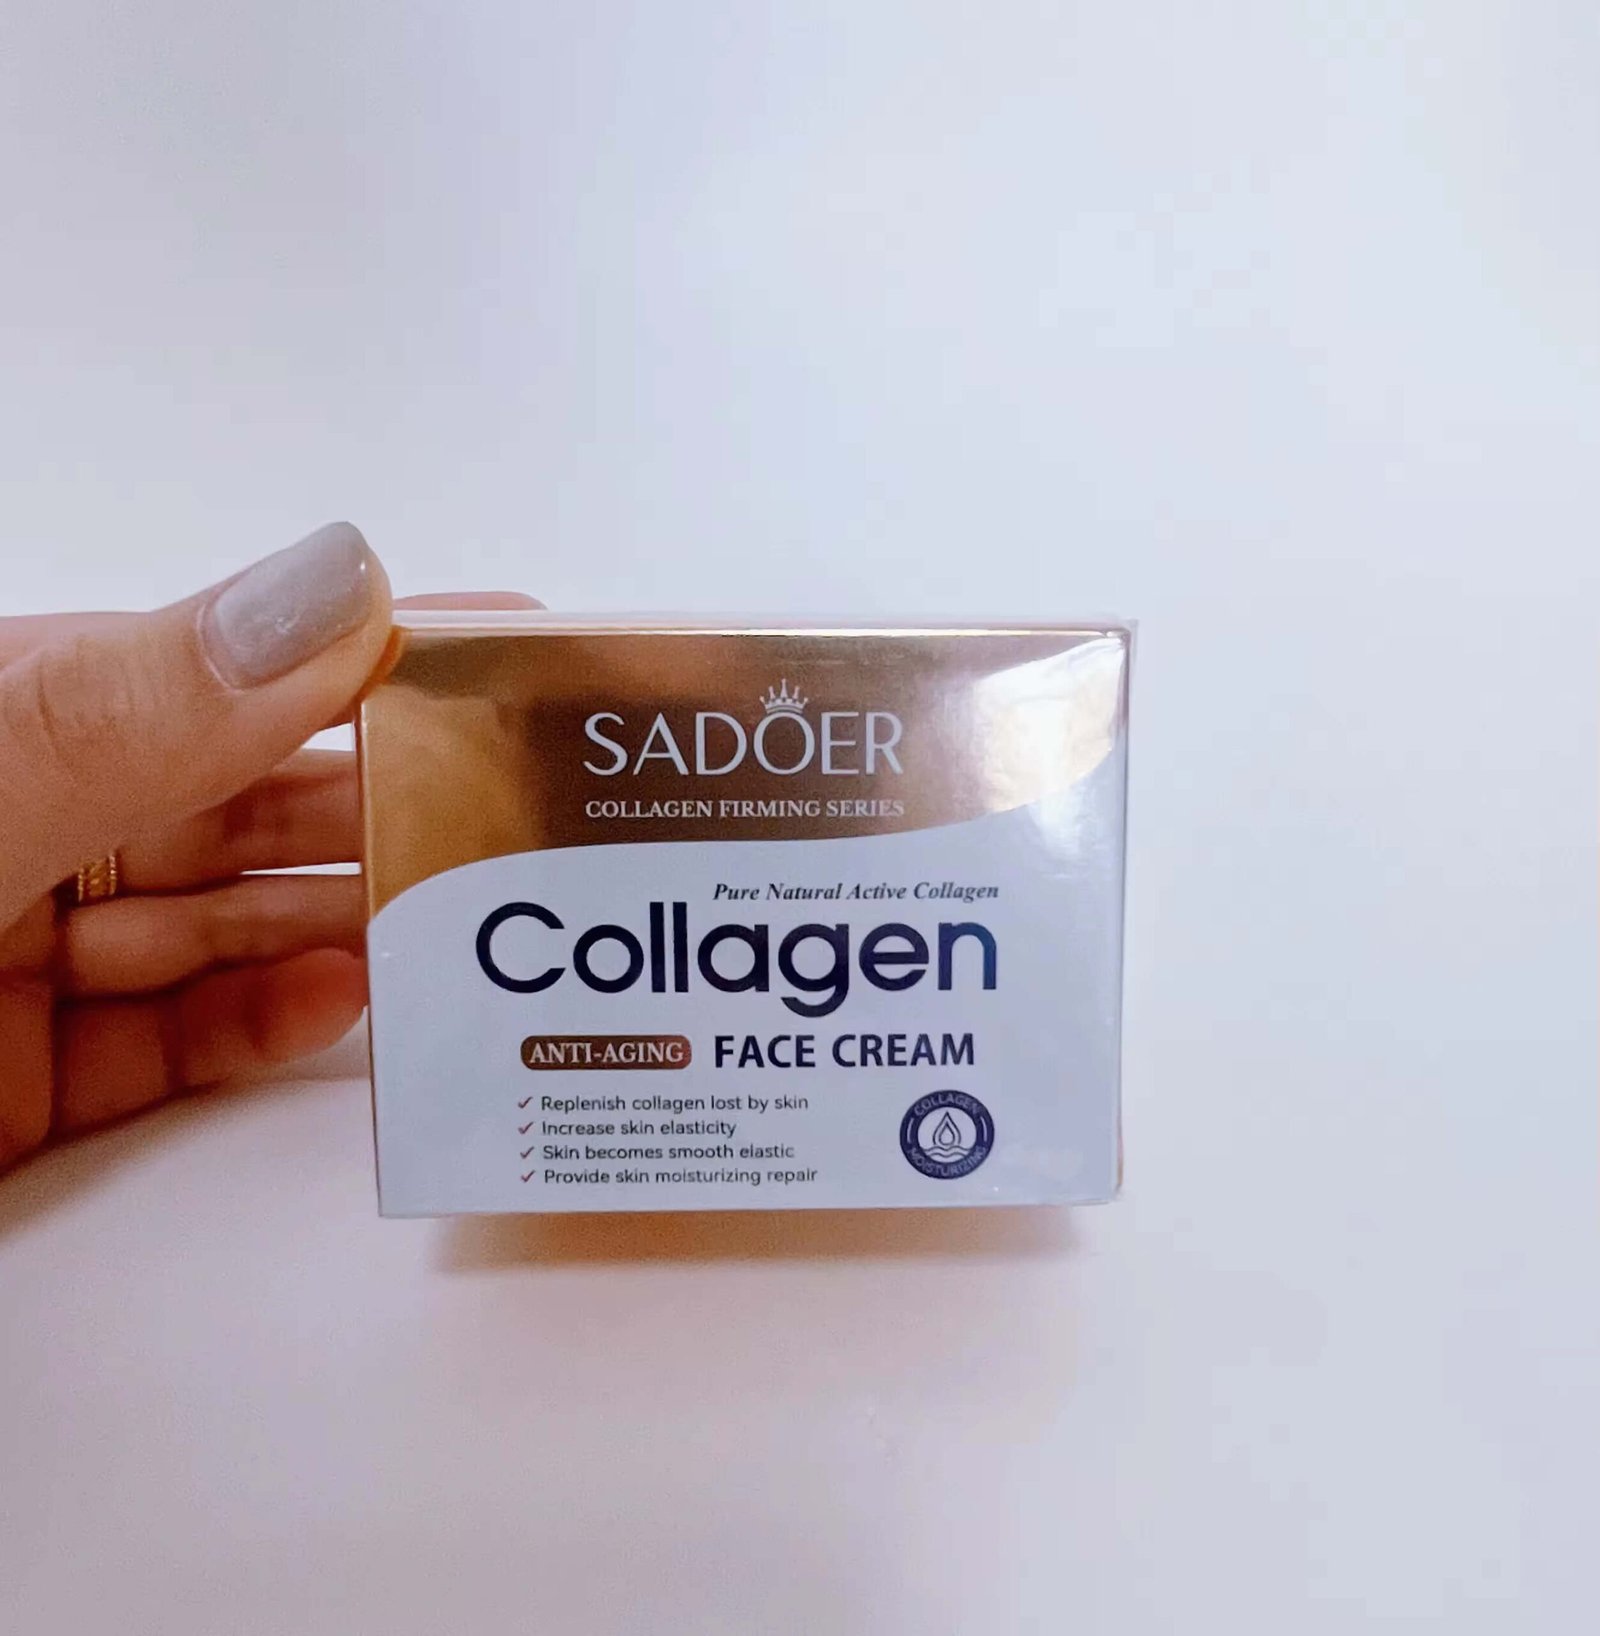 SADOER
COLLAGEN FIRMING SERIES
Pure Natural Active Collagen
Collagen
ANTI-AGING FACE CREAM
✓ Replenish collagen lost by skin
✓ Increase skin elasticity
✓ Skin becomes smooth elastic
✓ Provide skin moisturizing repair
COLLAGEN
MOISTURIZING